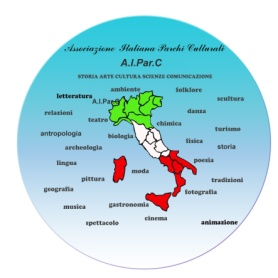 Associazione Italiana Parchi Culturali
A.I.Par.C
STORIA ARTE CULTURA SCIENZE COMUNICAZIONE
ambiente folklore
letteratura scultura
A.I.Par.C
relazioni danza
teatro chimica
antropologia biologia turismo
fisica
archeologia storia
lingua poesia
pittura moda tradizioni
geografia fotografia
musica gastronomia
spettacolo cinema animazione